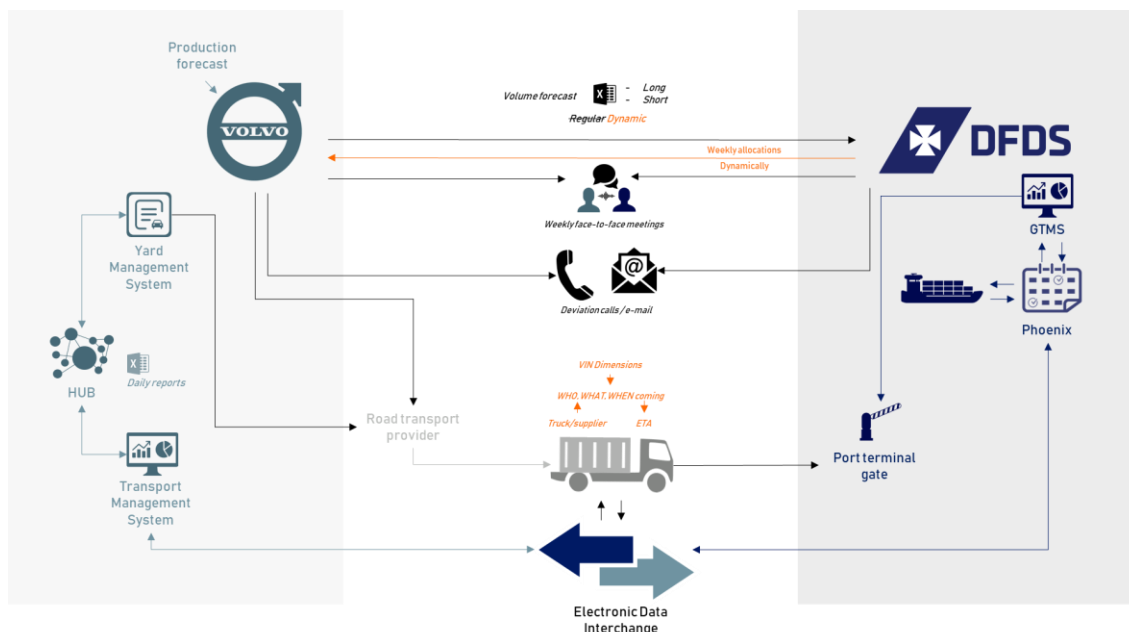 Production
forecast
VOLVO
Yard
Management
System
HUB
Daily reports
Transport
Management
System
Volume forecast
- Long
- Short
Regular Dynamic
Weekly allocations
Dynamically
Weekly face-to-face meetings
@
Deviation calls / e-mail
VIN Dimensions
WHO, WHAT, WHEN coming
Truck/supplier
ETA
Road transport
provider
Electronic Data
Interchange
DFDS
GTMS
Phoenix
Port terminal
gate